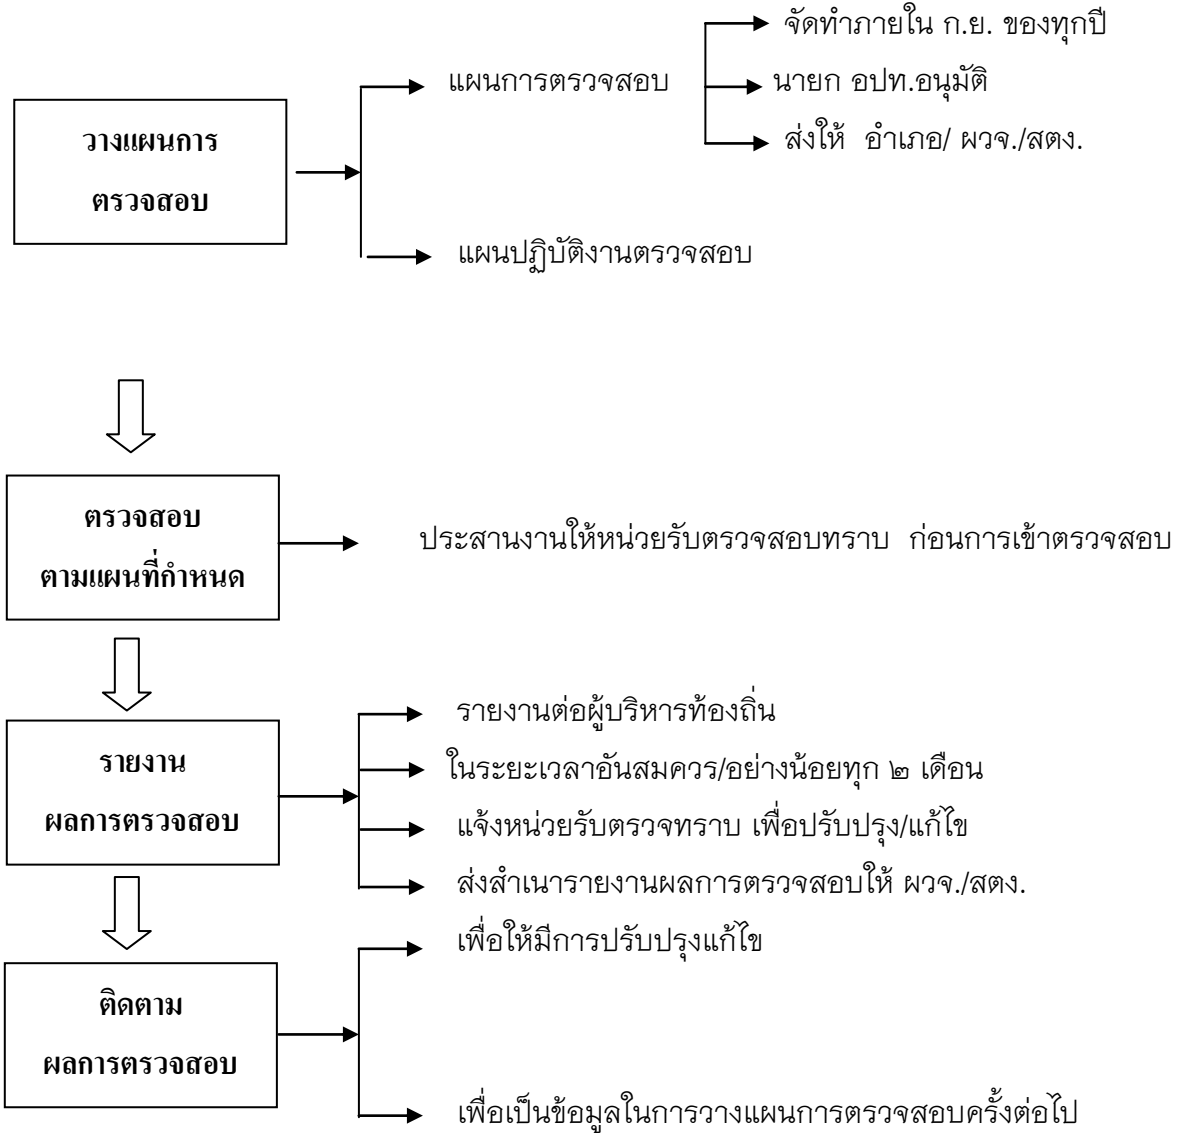 จัดทำภายใน ก.ย. ของทุกปี
แผนการตรวจสอบ
นายก อปท.อนุมัติ
วางแผนการ
ตรวจสอบ
ส่งให้ อำเภอ/ ผวจ./สตง.
แผนปฏิบัติงานตรวจสอบ
ตรวจสอบ
ตามแผนที่กำหนด
ประสานงานให้หน่วยรับตรวจสอบทราบ ก่อนการเข้าตรวจสอบ
รายงาน
ผลการตรวจสอบ
รายงานต่อผู้บริหารท้องถิ่น
ในระยะเวลาอันสมควร/อย่างน้อยทุก ๒ เดือน
แจ้งหน่วยรับตรวจทราบ เพื่อปรับปรุง/แก้ไข
ส่งสำเนารายงานผลการตรวจสอบให้ ผวจ./สตง.
ติดตาม
ผลการตรวจสอบ
เพื่อให้มีการปรับปรุงแก้ไข
เพื่อเป็นข้อมูลในการวางแผนการตรวจสอบครั้งต่อไป